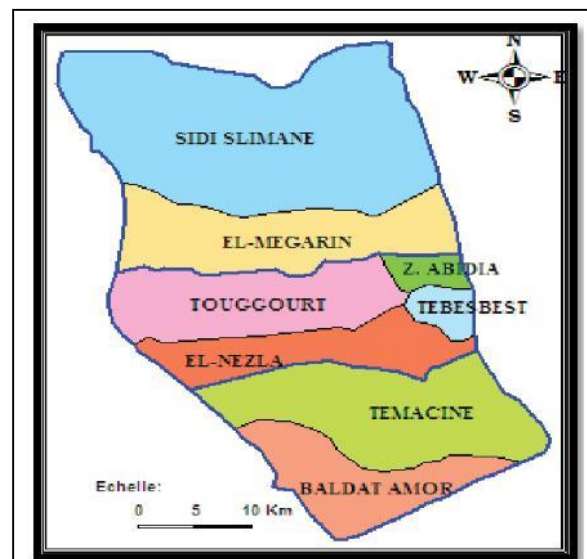 N
W E
S
SIDI SLIMANE
EL-MEGARIN
Z. ABIDIA
TOUGGOURT
TEBESBEST
EL-NEZLA
TEMACINE
BALDAT AMOR
Echelle:
0 5 10 Km